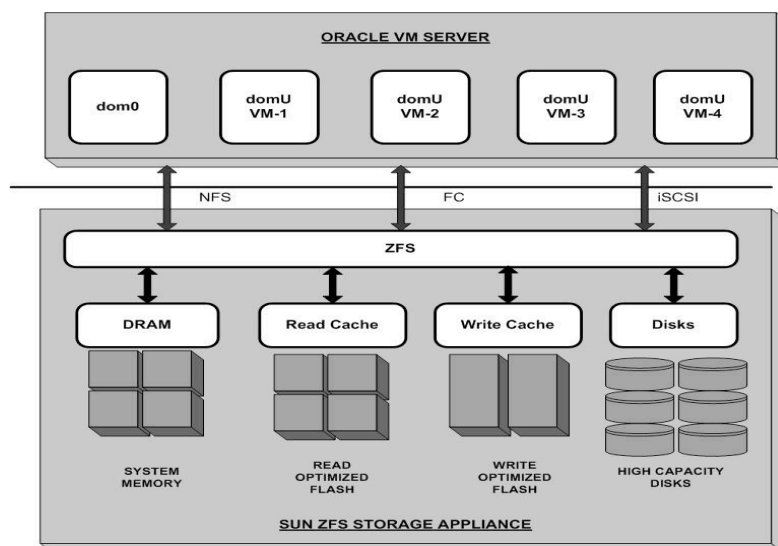 ORACLE VM SERVER
dom0
domU
VM-1
domU
VM-2
domU
VM-3
domU
VM-4
NFS
FC
iSCSI
ZFS
DRAM
Read Cache
Write Cache
Disks
SYSTEM
MEMORY
READ
OPTIMIZED
FLASH
WRITE
OPTIMIZED
FLASH
HIGH CAPACITY
DISKS
SUN ZFS STORAGE APPLIANCE